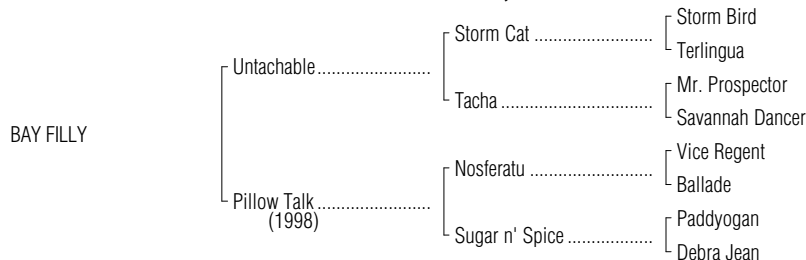 Storm Bird
Storm Cat ........................
Terlingua
Untachable.......................
Mr. Prospector
Tacha ...............................
Savannah Dancer
BAY FILLY
Vice Regent
Nosferatu .........................
Ballade
Pillow Talk .......................
(1998)
Paddyogan
Sugar n' Spice .................
Debra Jean